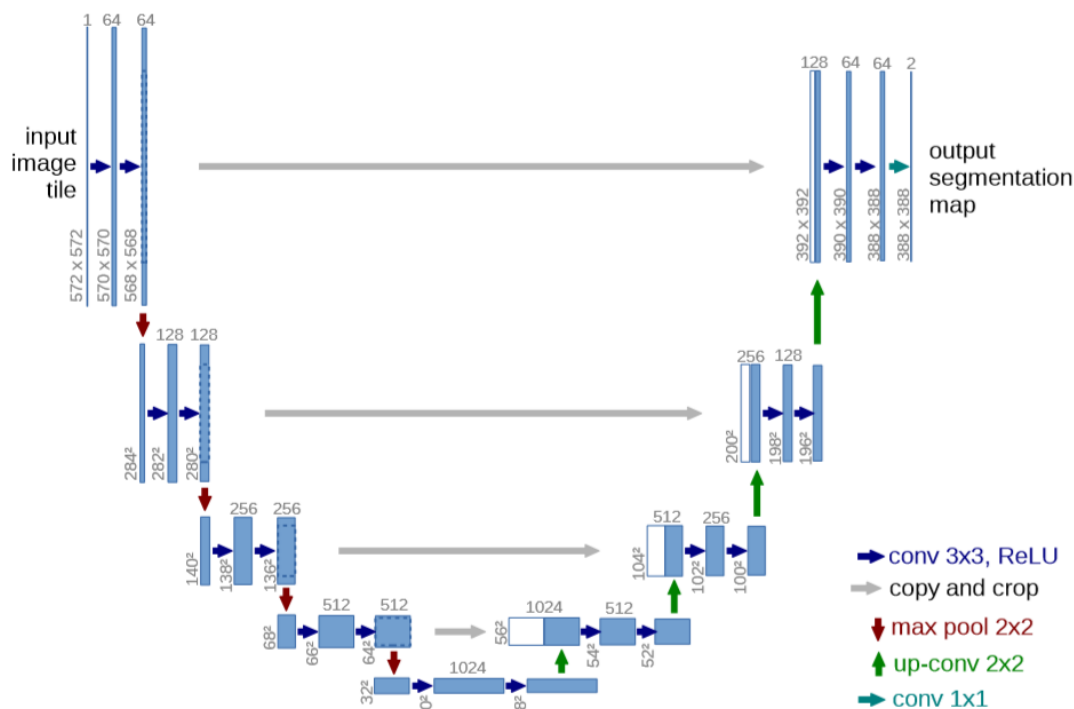 1 64 64
128 64 64 2
input
image
tile
output
segmentation
map
572 x 572
570 x 570
568 x 568
392 x 392
390 x 390
388 x 388
388 x 388
128 128
256 128
284²
282²
280²
200²
198²
196²
256 256
512 256
140²
138²
136²
104²
102²
100²
512 512
1024 512
68²
66²
64²
56²
54²
52²
1024
32²
conv 3x3, ReLU
copy and crop
max pool 2x2
up-conv 2x2
conv 1x1